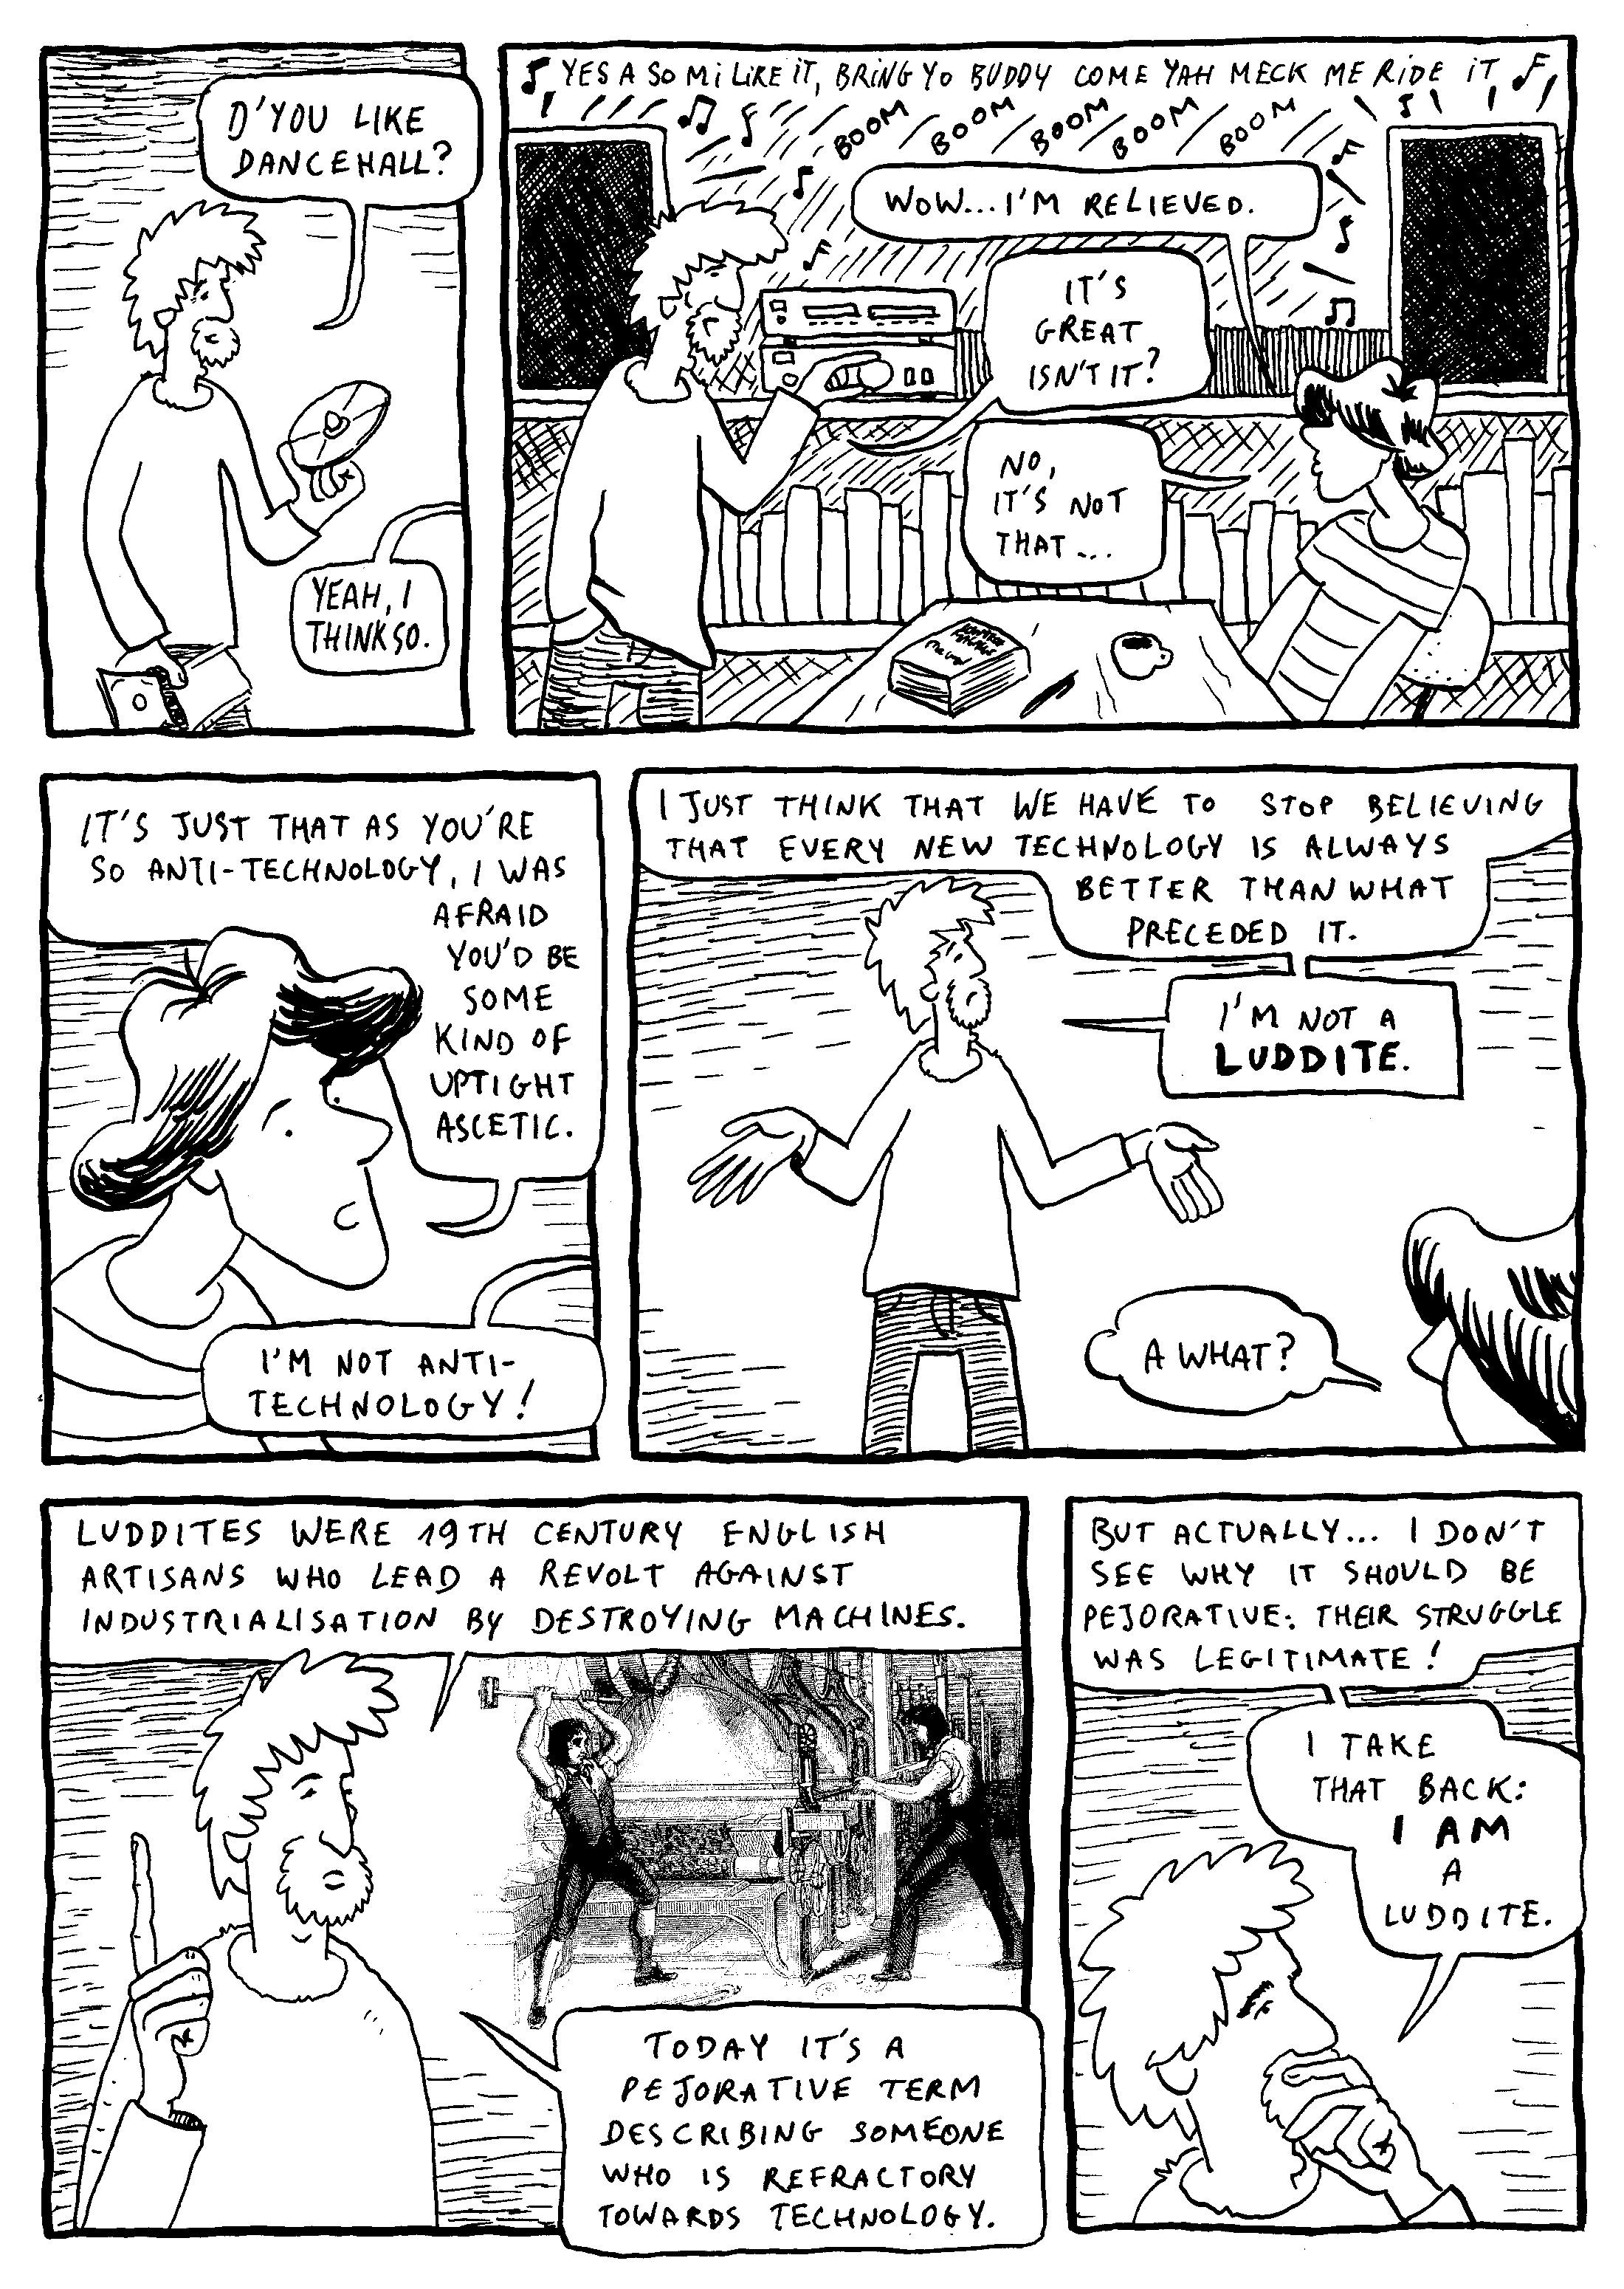 D'YOU LIKE
DANCEHALL?
YEAH, I
THINK SO.
YES A SO Mi LiKE iT, BRiNG YO BUDDY COME YAH MECK ME RiDE iT
BOOM BOOM BOOM BOOM BOOM
WOW...I'M RELIEVED.
IT'S
GREAT
ISN'T IT?
NO,
IT'S NOT
THAT...
IT'S JUST THAT AS YOU'RE
SO ANTI-TECHNOLOGY, I WAS
AFRAID
YOU'D BE
SOME
KIND OF
UPTIGHT
ASCETIC.
I'M NOT ANTI-
TECHNOLOGY!
I JUST THINK THAT WE HAVE TO STOP BELIEVING
THAT EVERY NEW TECHNOLOGY IS ALWAYS
BETTER THAN WHAT
PRECEDED IT.
I'M NOT A
LUDDITE.
A WHAT?
LUDDITES WERE 19TH CENTURY ENGLISH
ARTISANS WHO LEAD A REVOLT AGAINST
INDUSTRIALISATION BY DESTROYING MACHINES.
TODAY IT'S A
PEJORATIVE TERM
DESCRIBING SOMEONE
WHO IS REFRACTORY
TOWARDS TECHNOLOGY.
BUT ACTUALLY... I DON'T
SEE WHY IT SHOULD BE
PEJORATIVE: THEIR STRUGGLE
WAS LEGITIMATE!
I TAKE
THAT BACK:
I AM
A
LUDDITE.